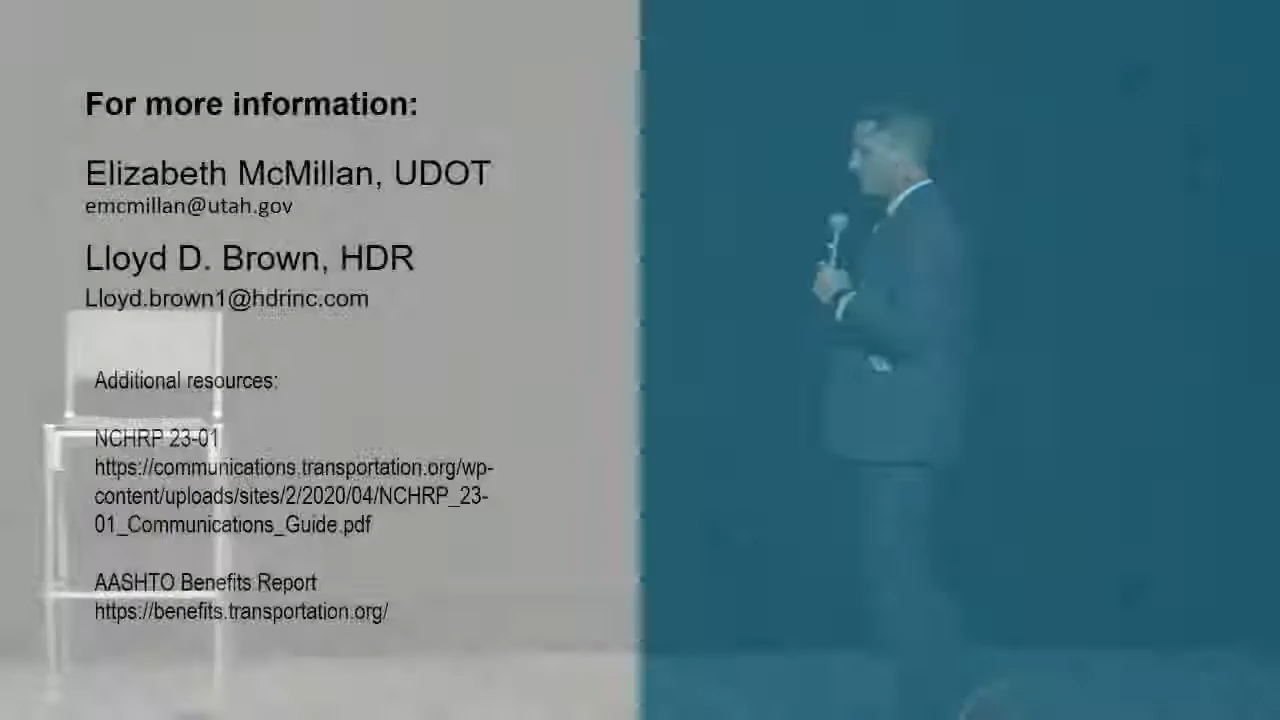 For more information:
Elizabeth McMillan, UDOT
emcmillan@utah.gov
Lloyd D. Brown, HDR
Lloyd.brown1@hdrinc.com
Additional resources:
NCHRP 23-01
https://communications.transportation.org/wp-
content/uploads/sites/2/2020/04/NCHRP_23-
01_Communications_Guide.pdf
AASHTO Benefits Report
https://benefits.transportation.org/